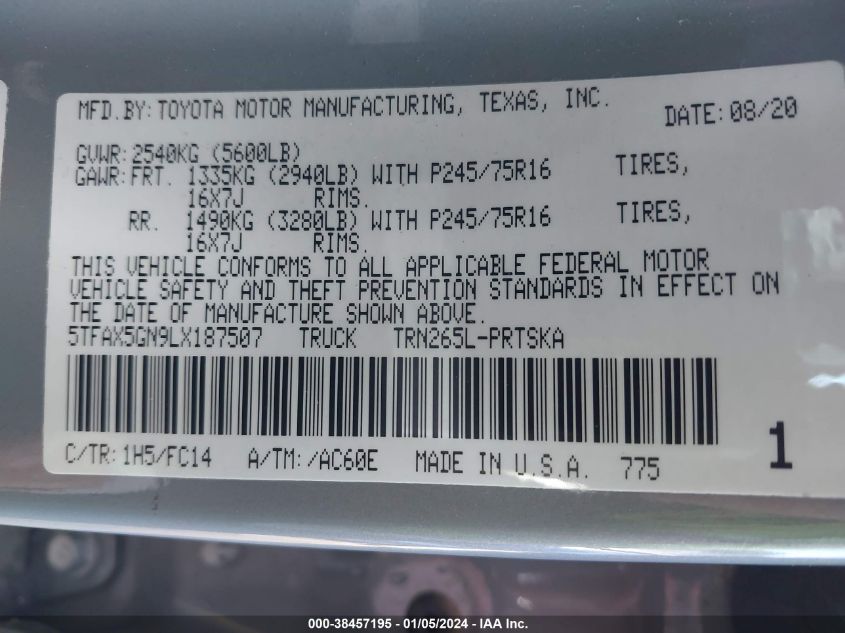 MFD.BY:TOYOTA MOTOR MANUFACTURING, TEXAS, INC. DATE:08/20
GVWR:2540KG (5600LB)
GAWR:FRT. 1335KG (2940LB) WITH P245/75R16 TIRES,
16X7J RIMS.
RR. 1490KG (3280LB) WITH P245/75R16 TIRES,
16X7J RIMS.
THIS VEHICLE CONFORMS TO ALL APPLICABLE FEDERAL MOTOR
VEHICLE SAFETY AND THEFT PREVENTION STANDARDS IN EFFECT ON
THE DATE OF MANUFACTURE SHOWN ABOVE.
5TFAX5GN9LX187507 TRUCK TRN265L-PRTSKA
C/TR:1H5/FC14 A/TM:/AC60E MADE IN U.S.A. 775 1
000-38457195 - 01/05/2024 - IAA Inc.